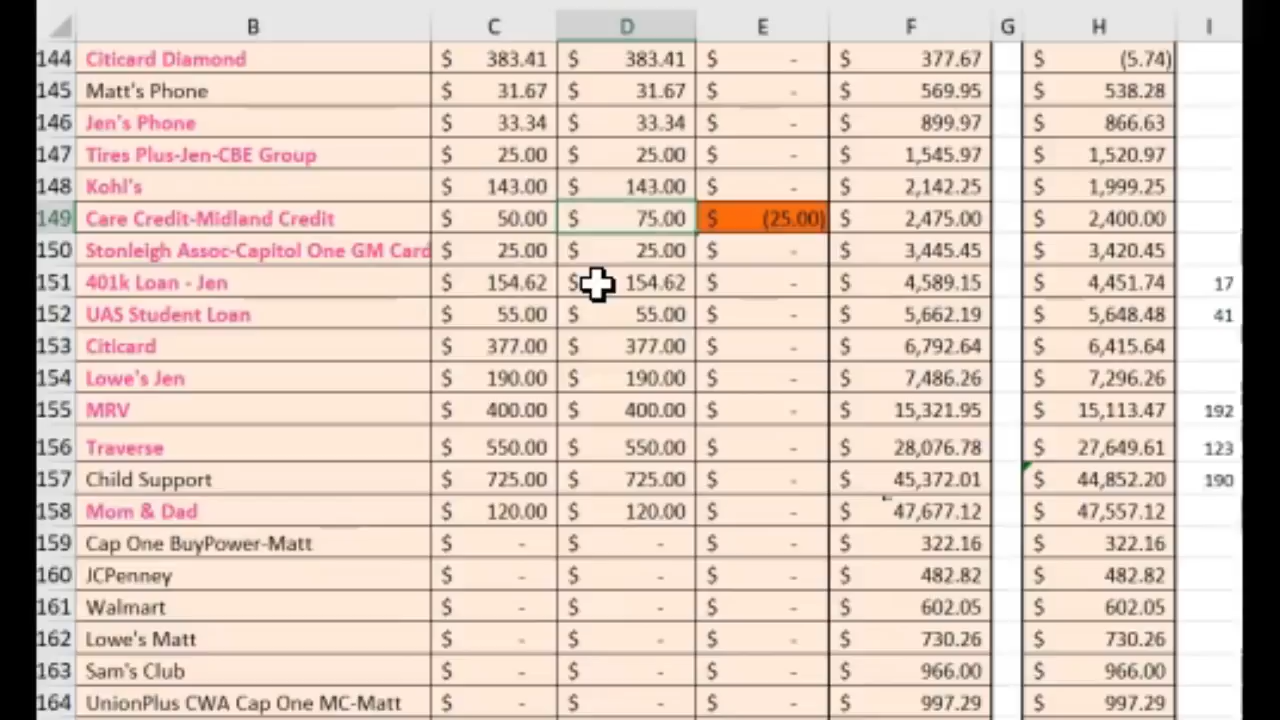 B C D E F G H I
144 Citicard Diamond $ 383.41 $ 383.41 $ - $ 377.67 $ (5.74)
145 Matt's Phone $ 31.67 $ 31.67 $ - $ 569.95 $ 538.28
146 Jen's Phone $ 33.34 $ 33.34 $ - $ 899.97 $ 866.63
147 Tires Plus-Jen-CBE Group $ 25.00 $ 25.00 $ - $ 1,545.97 $ 1,520.97
148 Kohl's $ 143.00 $ 143.00 $ - $ 2,142.25 $ 1,999.25
149 Care Credit-Midland Credit $ 50.00 $ 75.00 $ (25.00) $ 2,475.00 $ 2,400.00
150 Stonleigh Assoc-Capitol One GM Card $ 25.00 $ 25.00 $ - $ 3,445.45 $ 3,420.45
151 401k Loan - Jen $ 154.62 $ 154.62 $ - $ 4,589.15 $ 4,451.74 17
152 UAS Student Loan $ 55.00 $ 55.00 $ - $ 5,662.19 $ 5,648.48 41
153 Citicard $ 377.00 $ 377.00 $ - $ 6,792.64 $ 6,415.64
154 Lowe's Jen $ 190.00 $ 190.00 $ - $ 7,486.26 $ 7,296.26
155 MRV $ 400.00 $ 400.00 $ - $ 15,321.95 $ 15,113.47 192
156 Traverse $ 550.00 $ 550.00 $ - $ 28,076.78 $ 27,649.61 123
157 Child Support $ 725.00 $ 725.00 $ - $ 45,372.01 $ 44,852.20 190
158 Mom & Dad $ 120.00 $ 120.00 $ - $ 47,677.12 $ 47,557.12
159 Cap One BuyPower-Matt $ - $ - $ - $ 322.16 $ 322.16
160 JCPenney $ - $ - $ - $ 482.82 $ 482.82
161 Walmart $ - $ - $ - $ 602.05 $ 602.05
162 Lowe's Matt $ - $ - $ - $ 730.26 $ 730.26
163 Sam's Club $ - $ - $ - $ 966.00 $ 966.00
164 UnionPlus CWA Cap One MC-Matt $ - $ - $ - $ 997.29 $ 997.29